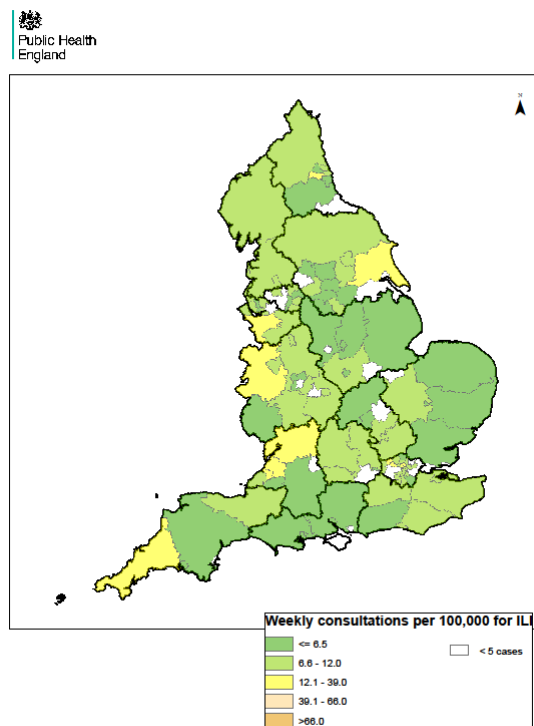 Public Health
England
N
Weekly consultations per 100,000 for ILI
<= 6.5
6.6 - 12.0
12.1 - 39.0
39.1 - 66.0
>66.0
< 5 cases